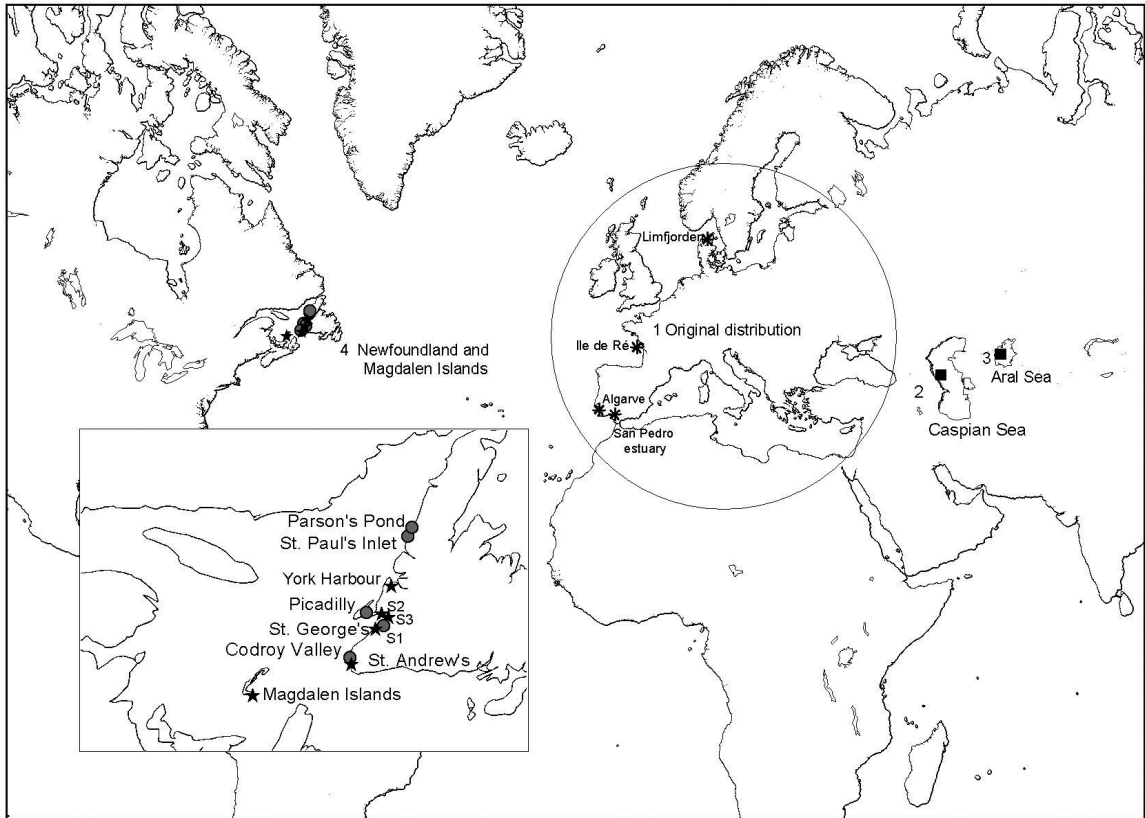 Limfjorden
1 Original distribution
Ile de Ré
4 Newfoundland and
Magdalen Islands
3
Aral Sea
2
Algarve
San Pedro
estuary
Caspian Sea
Parson's Pond
St. Paul's Inlet
York Harbour
Picadilly
S2
S3
St. George's
S1
Codroy Valley
St. Andrew's
Magdalen Islands